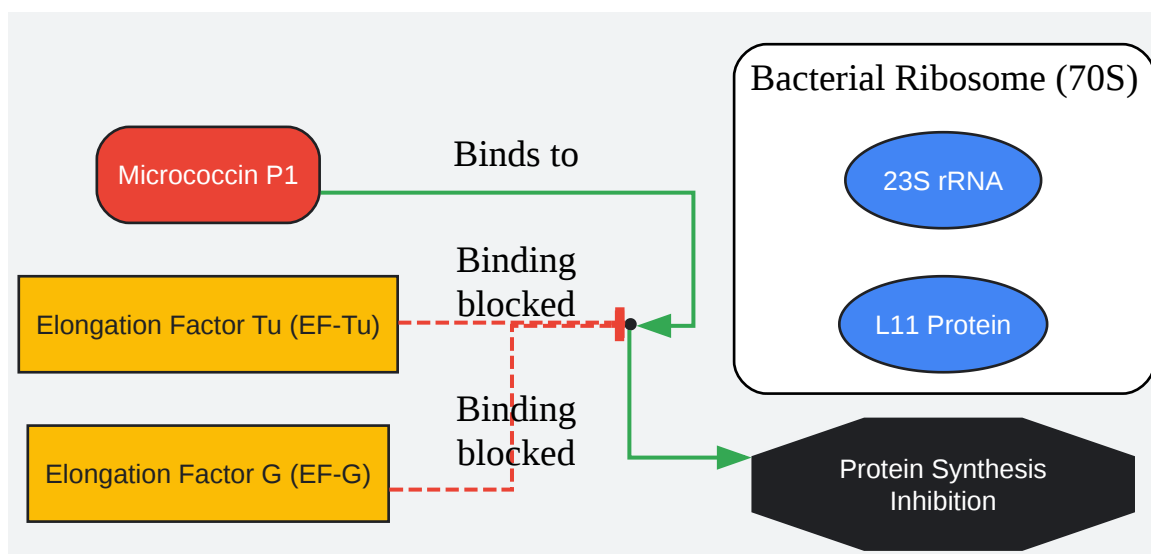 Bacterial Ribosome (70S)
Micrococcin P1
Binds to
23S rRNA
Binding
blocked
Elongation Factor Tu (EF-Tu)
L11 Protein
Binding
blocked
Elongation Factor G (EF-G)
Protein Synthesis
Inhibition